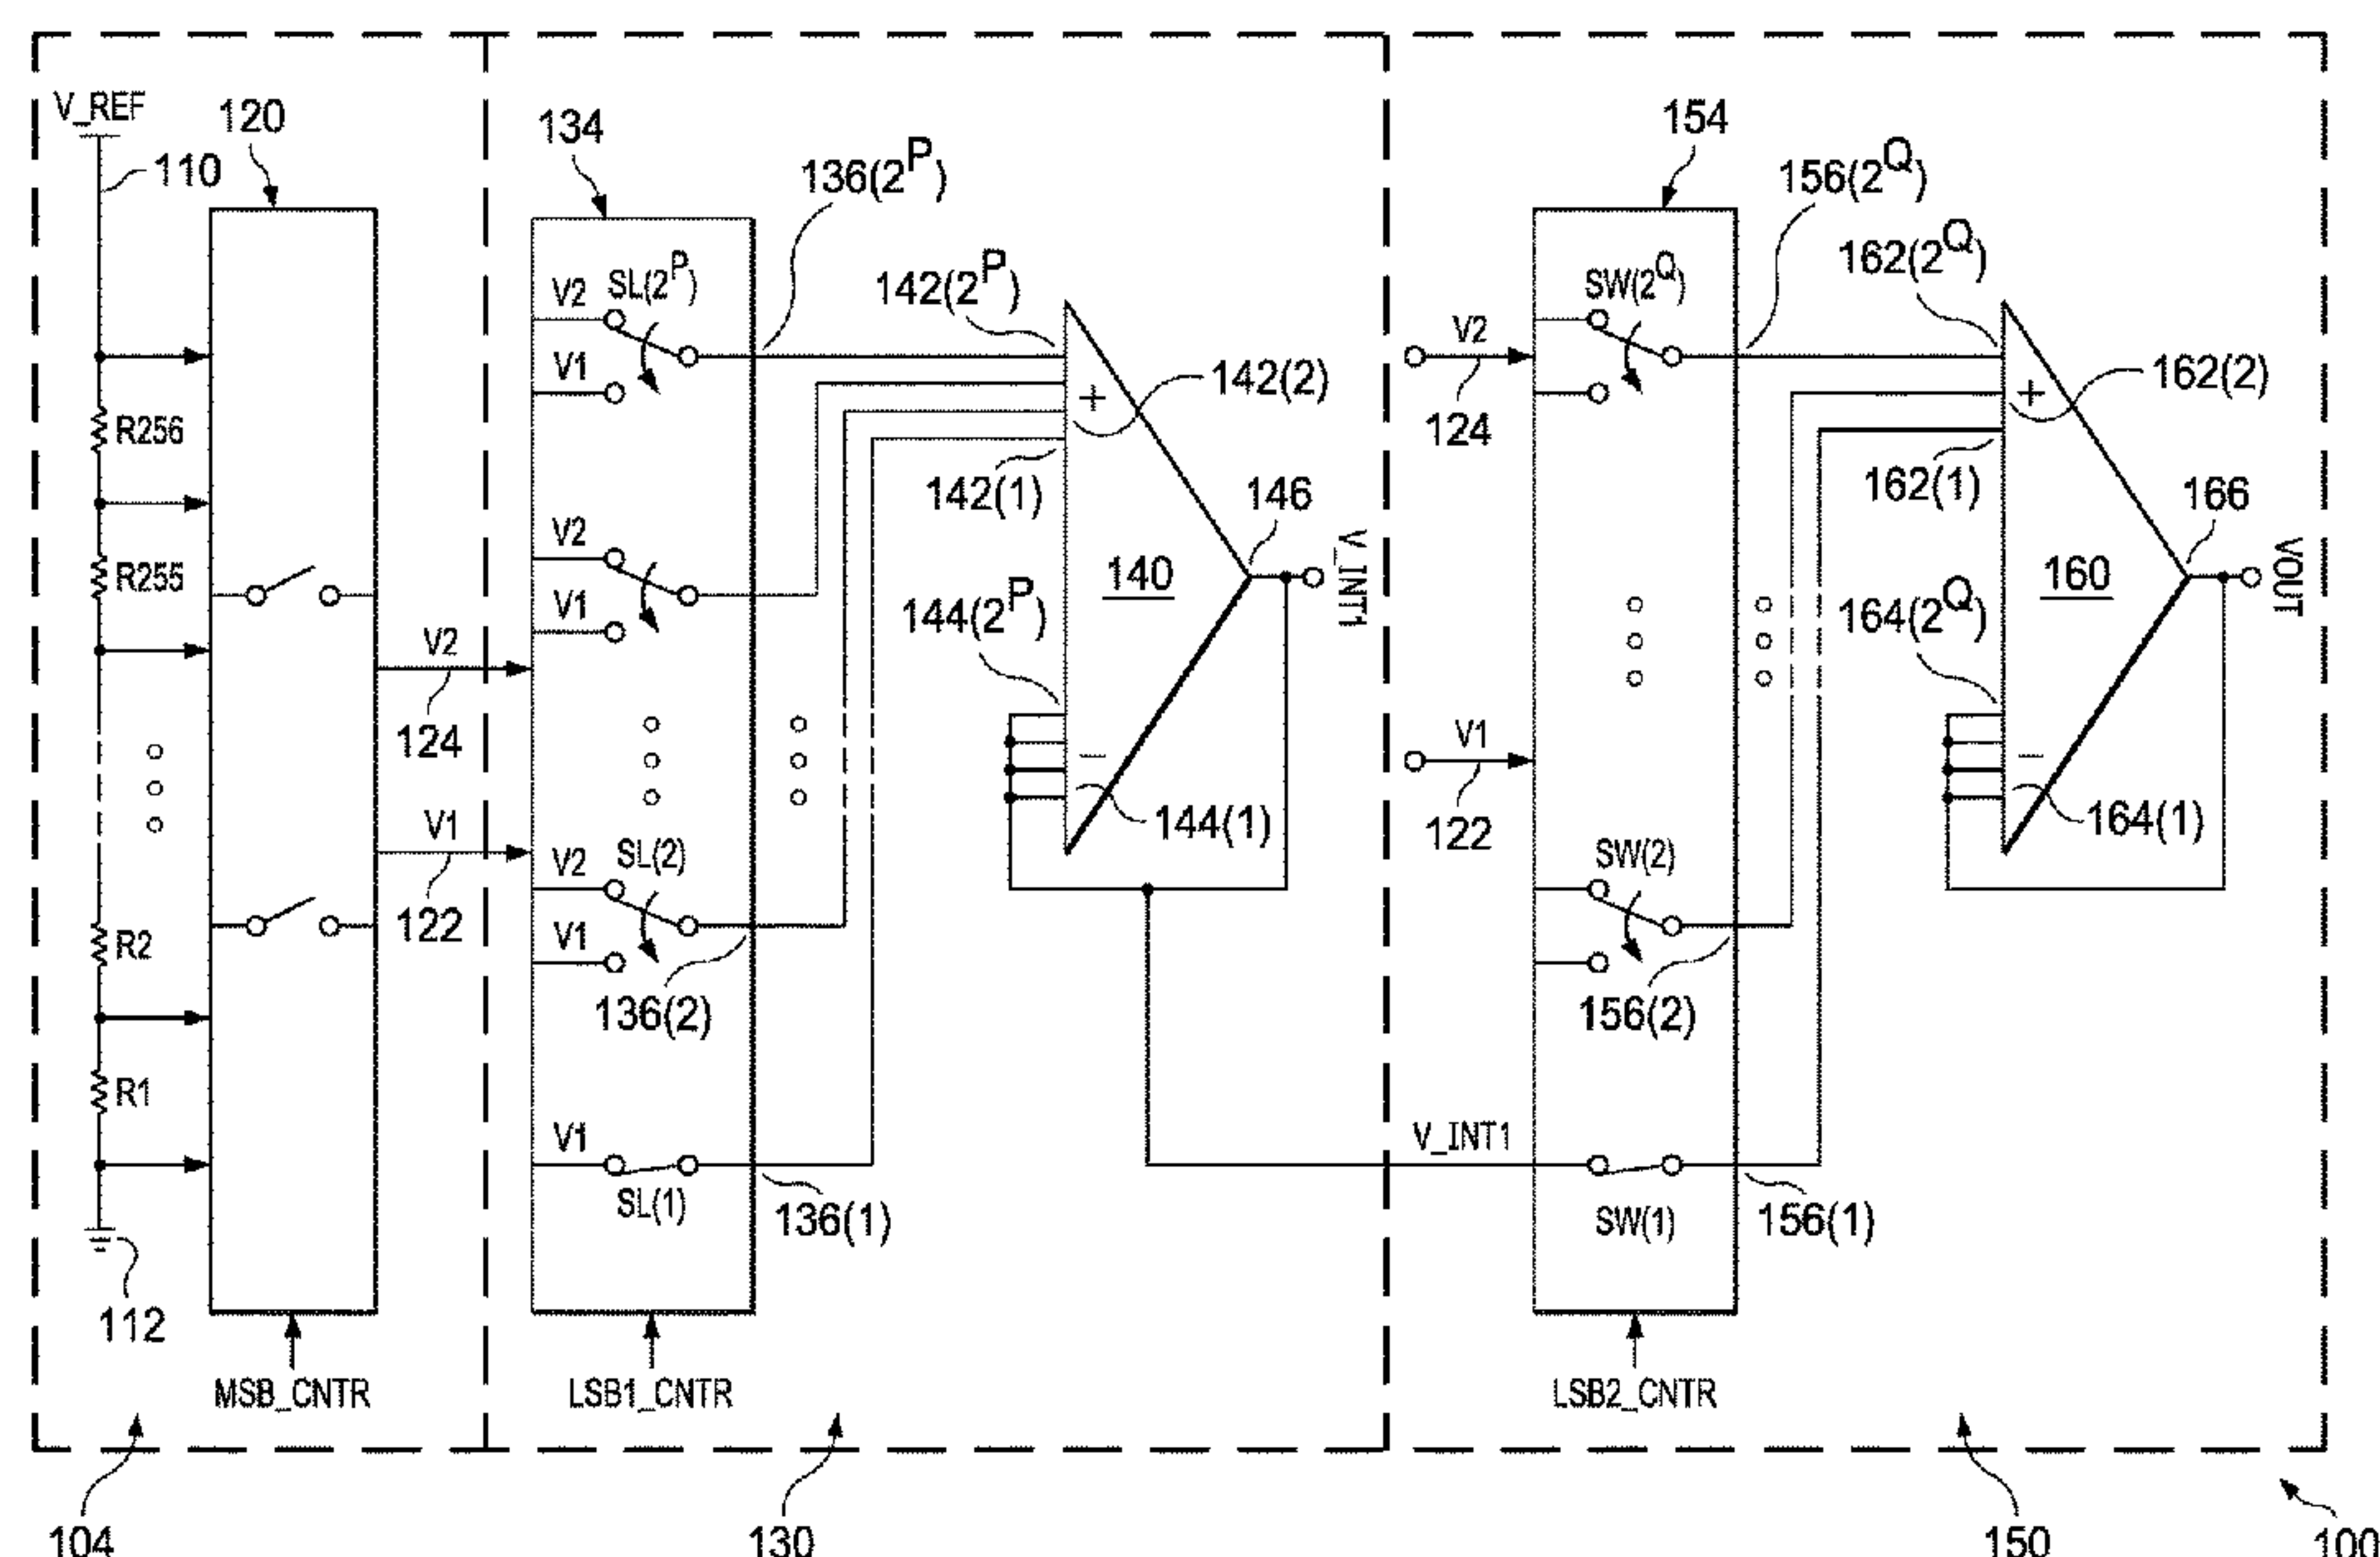 V_REF
120
110
R256
R255
R2
R1
112
MSB_CNTR
104
V2
124
V1
122
134
136(2^P)
V2
SL(2^P)
V1
V2
V1
V2
SL(2)
V1
136(2)
V1
SL(1)
136(1)
LSB1_CNTR
130
142(2^P)
+
142(2)
142(1)
146
V_INT1
140
144(2^P)
−
144(1)
V2
124
V1
122
V_INT1
154
156(2^Q)
SW(2^Q)
SW(2)
156(2)
SW(1)
156(1)
LSB2_CNTR
150
162(2^Q)
+
162(2)
162(1)
166
VOUT
160
164(2^Q)
−
164(1)
100